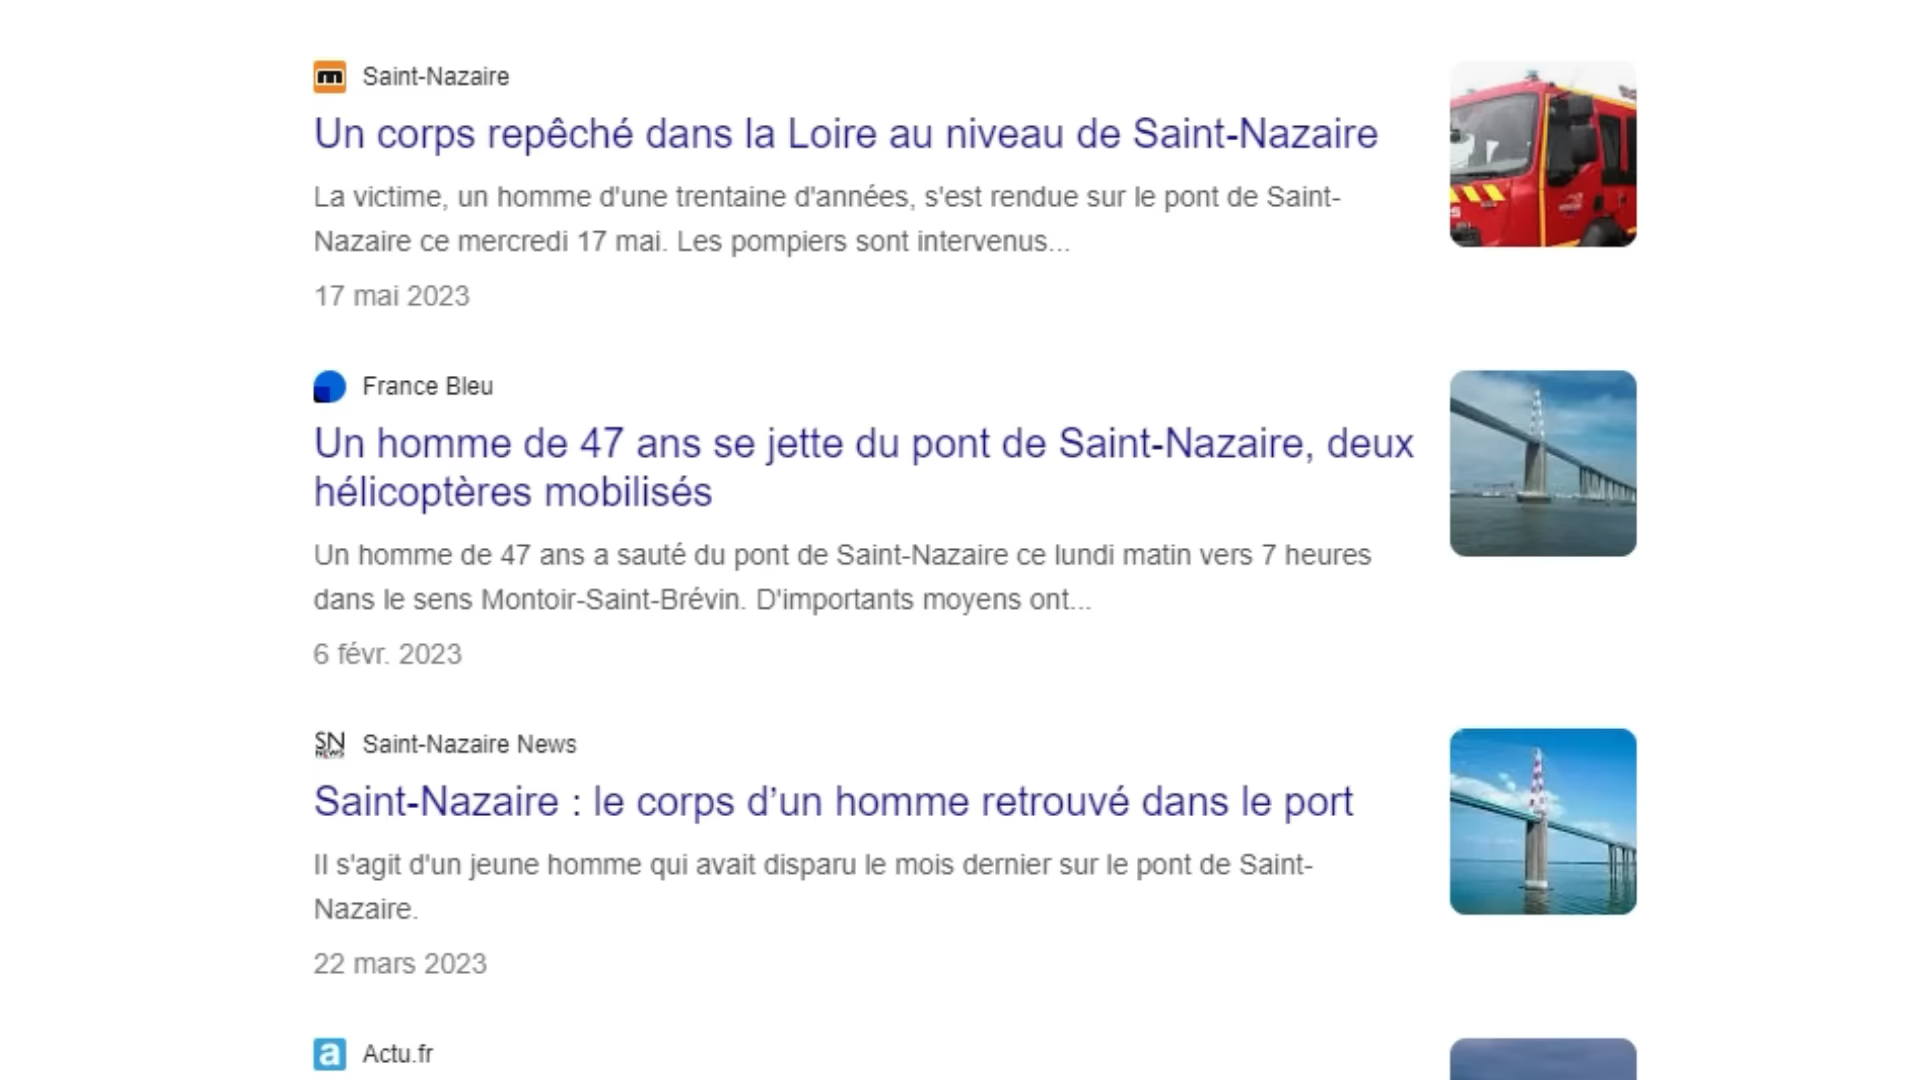 Saint-Nazaire
Un corps repêché dans la Loire au niveau de Saint-Nazaire
La victime, un homme d'une trentaine d'années, s'est rendue sur le pont de Saint-
Nazaire ce mercredi 17 mai. Les pompiers sont intervenus...
17 mai 2023
France Bleu
Un homme de 47 ans se jette du pont de Saint-Nazaire, deux
hélicoptères mobilisés
Un homme de 47 ans a sauté du pont de Saint-Nazaire ce lundi matin vers 7 heures
dans le sens Montoir-Saint-Brévin. D'importants moyens ont...
6 févr. 2023
SN
NEWS
Saint-Nazaire News
Saint-Nazaire : le corps d’un homme retrouvé dans le port
Il s'agit d'un jeune homme qui avait disparu le mois dernier sur le pont de Saint-
Nazaire.
22 mars 2023
a
Actu.fr